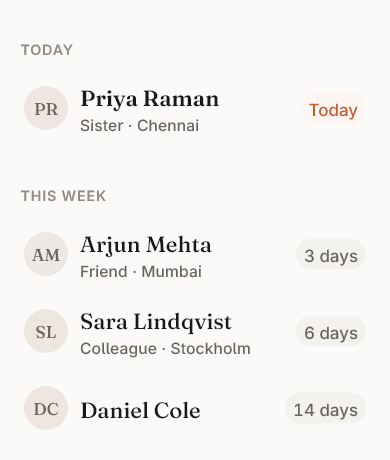 TODAY
PR
Priya Raman
Today
Sister · Chennai
THIS WEEK
AM
Arjun Mehta
3 days
Friend · Mumbai
SL
Sara Lindqvist
6 days
Colleague · Stockholm
DC
Daniel Cole
14 days